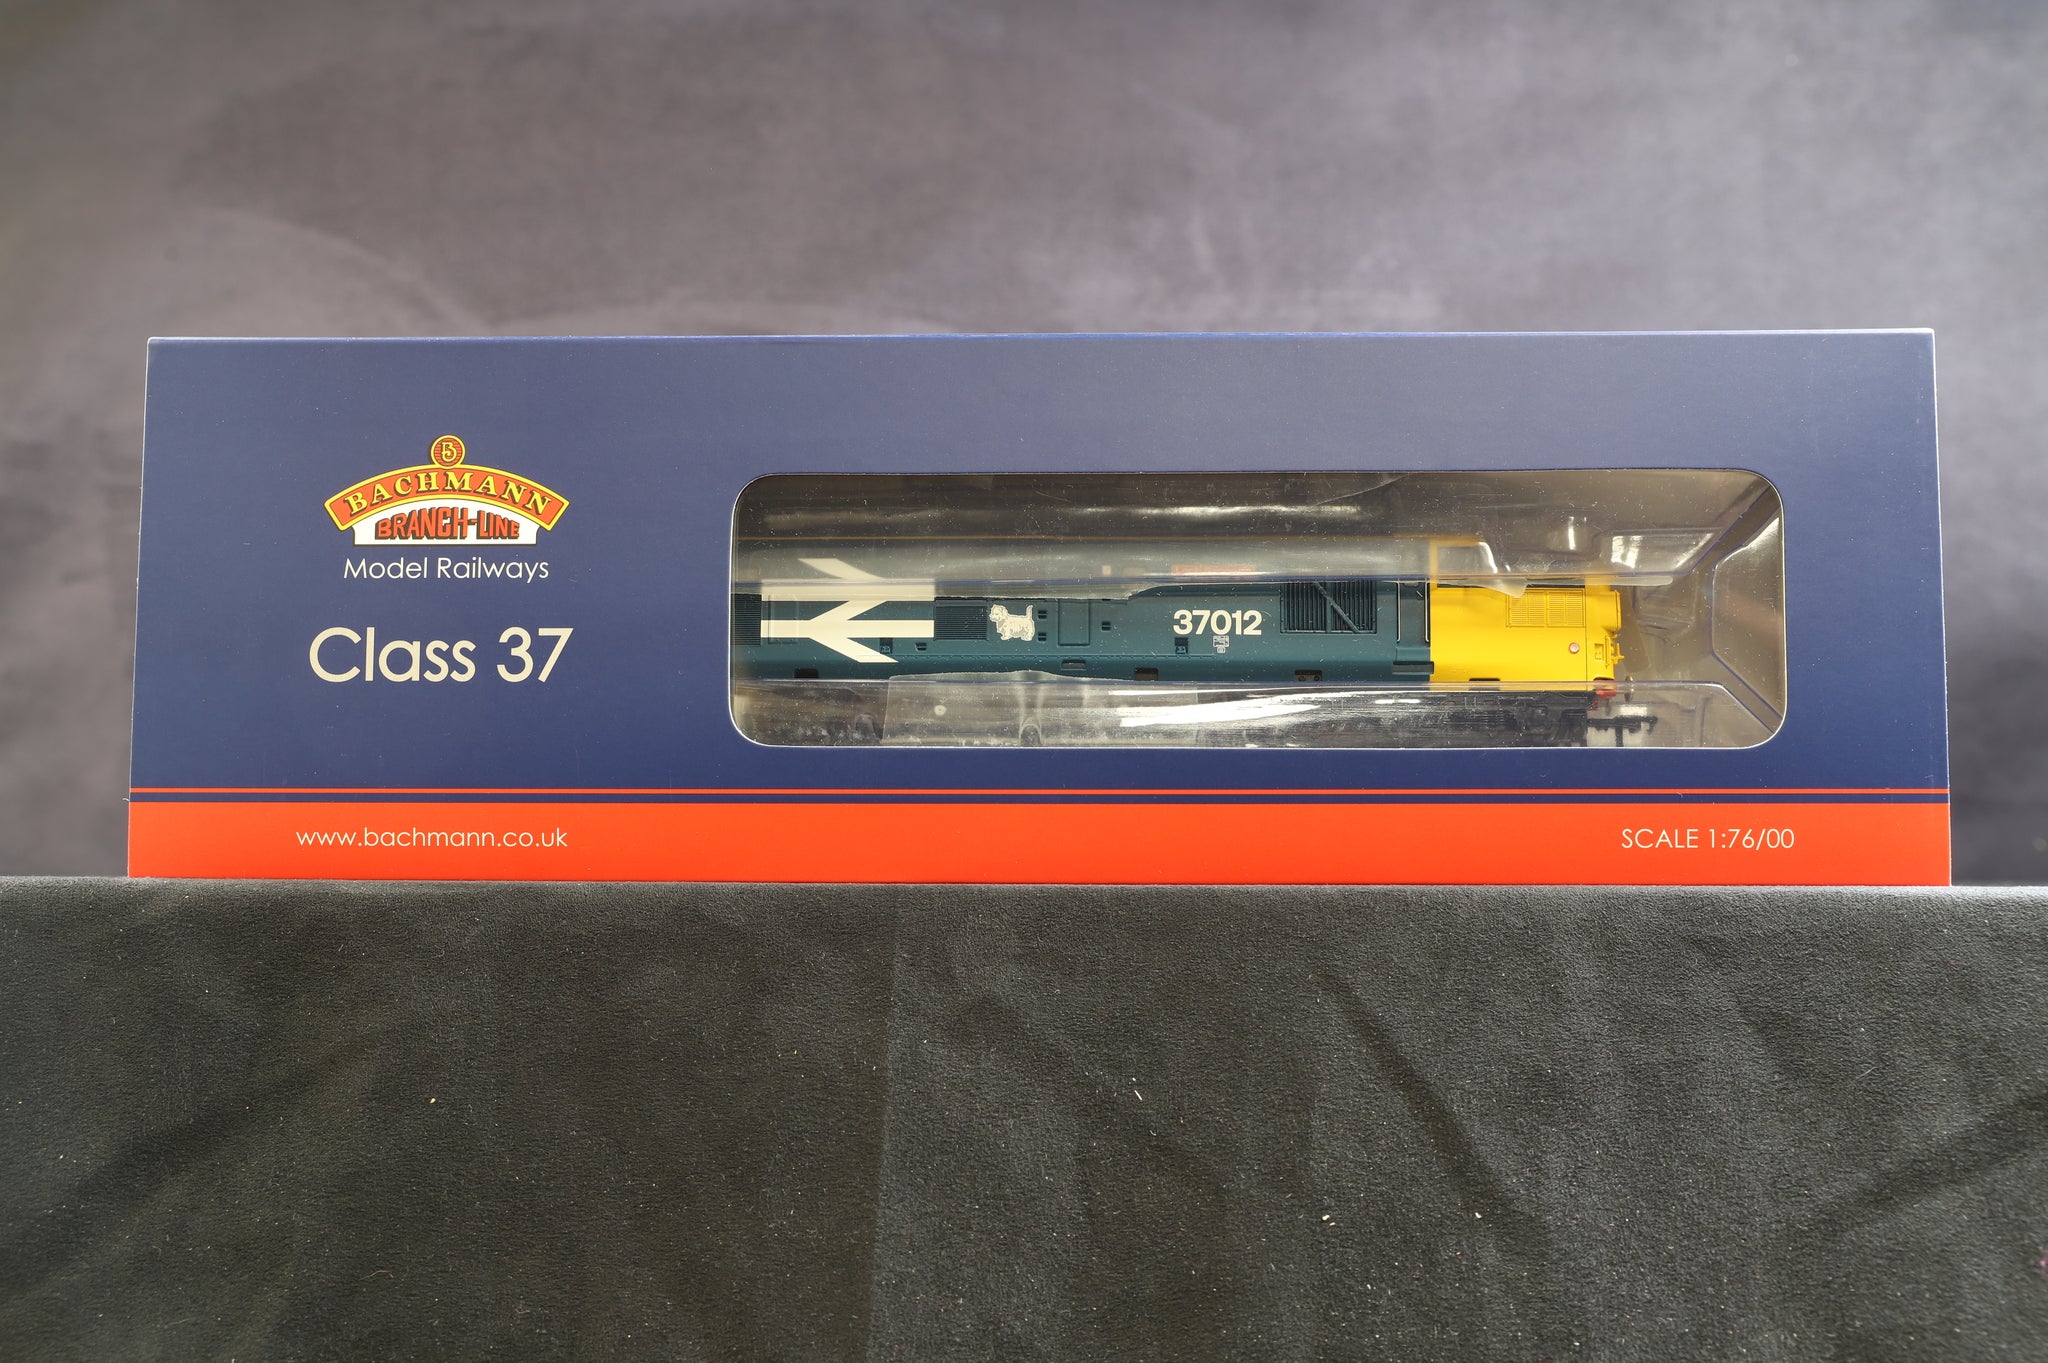 BACHMANN
BRANCH-LINE
Model Railways
Class 37
37012
www.bachmann.co.uk
SCALE 1:76/00